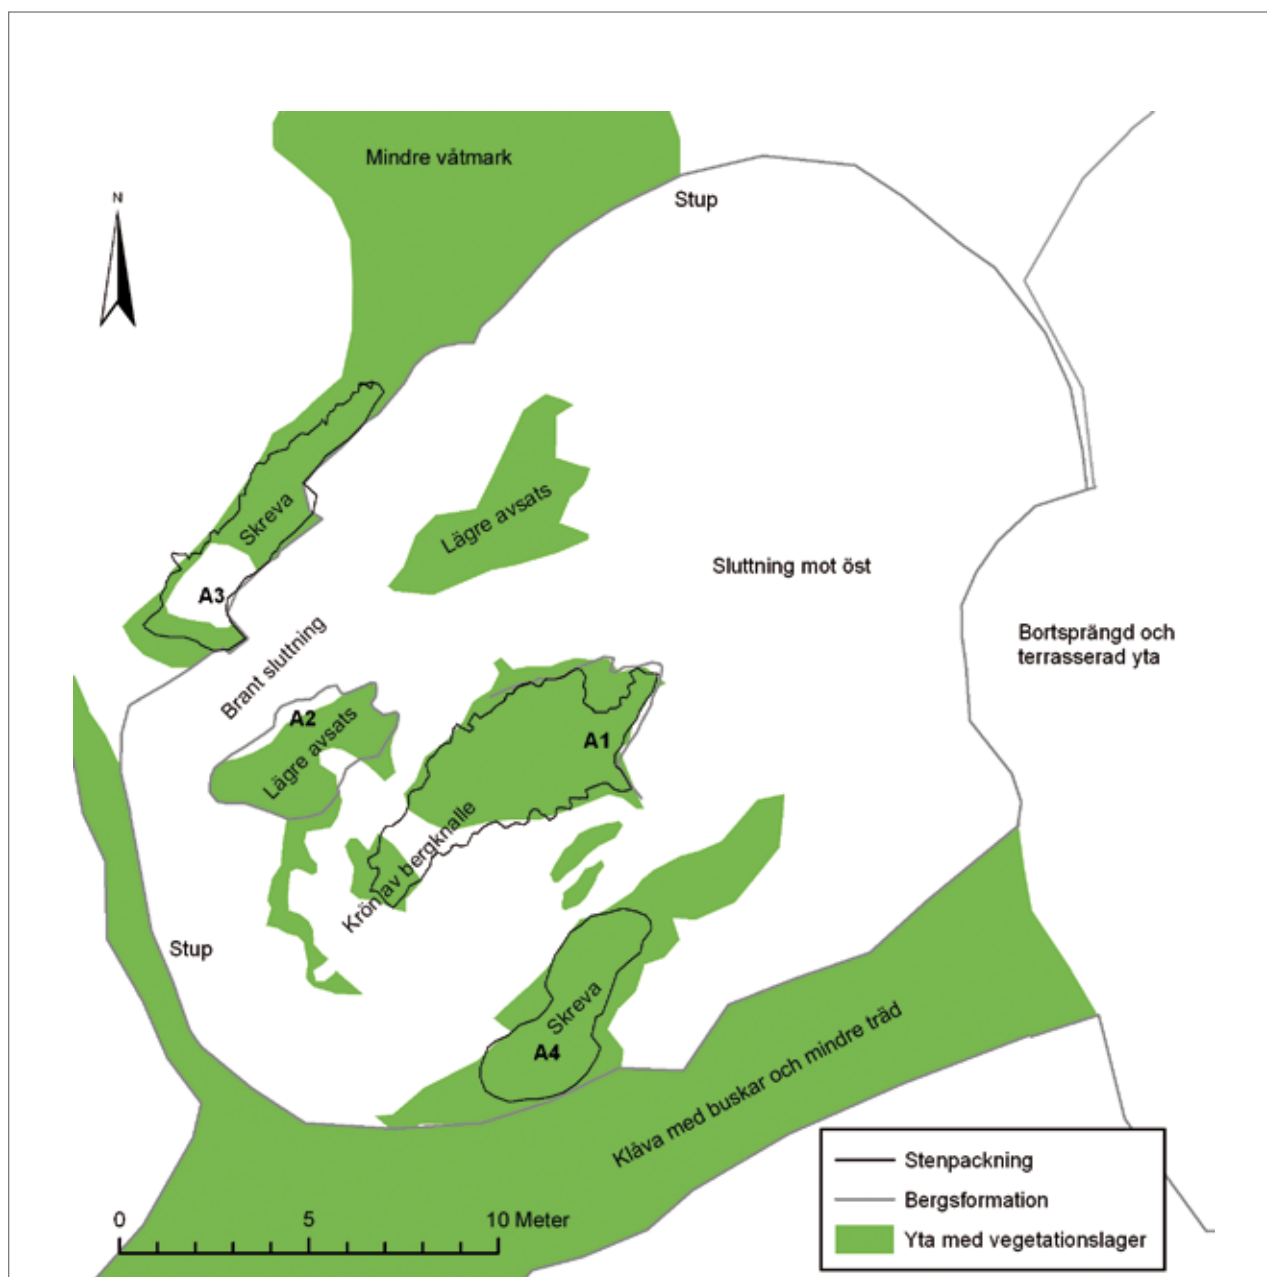 Mindre våtmark
Stup
N
Lägre avsats
Skreva
Sluttning mot öst
A3
Bortsprängd och
terrasserad yta
Brant sluttning
A2
Lägre avsats
A1
Krön av bergknalle
Stup
Skreva
A4
Klåva med buskar och mindre träd
Stenpackning
Bergsformation
Yta med vegetationslager
0 5 10 Meter